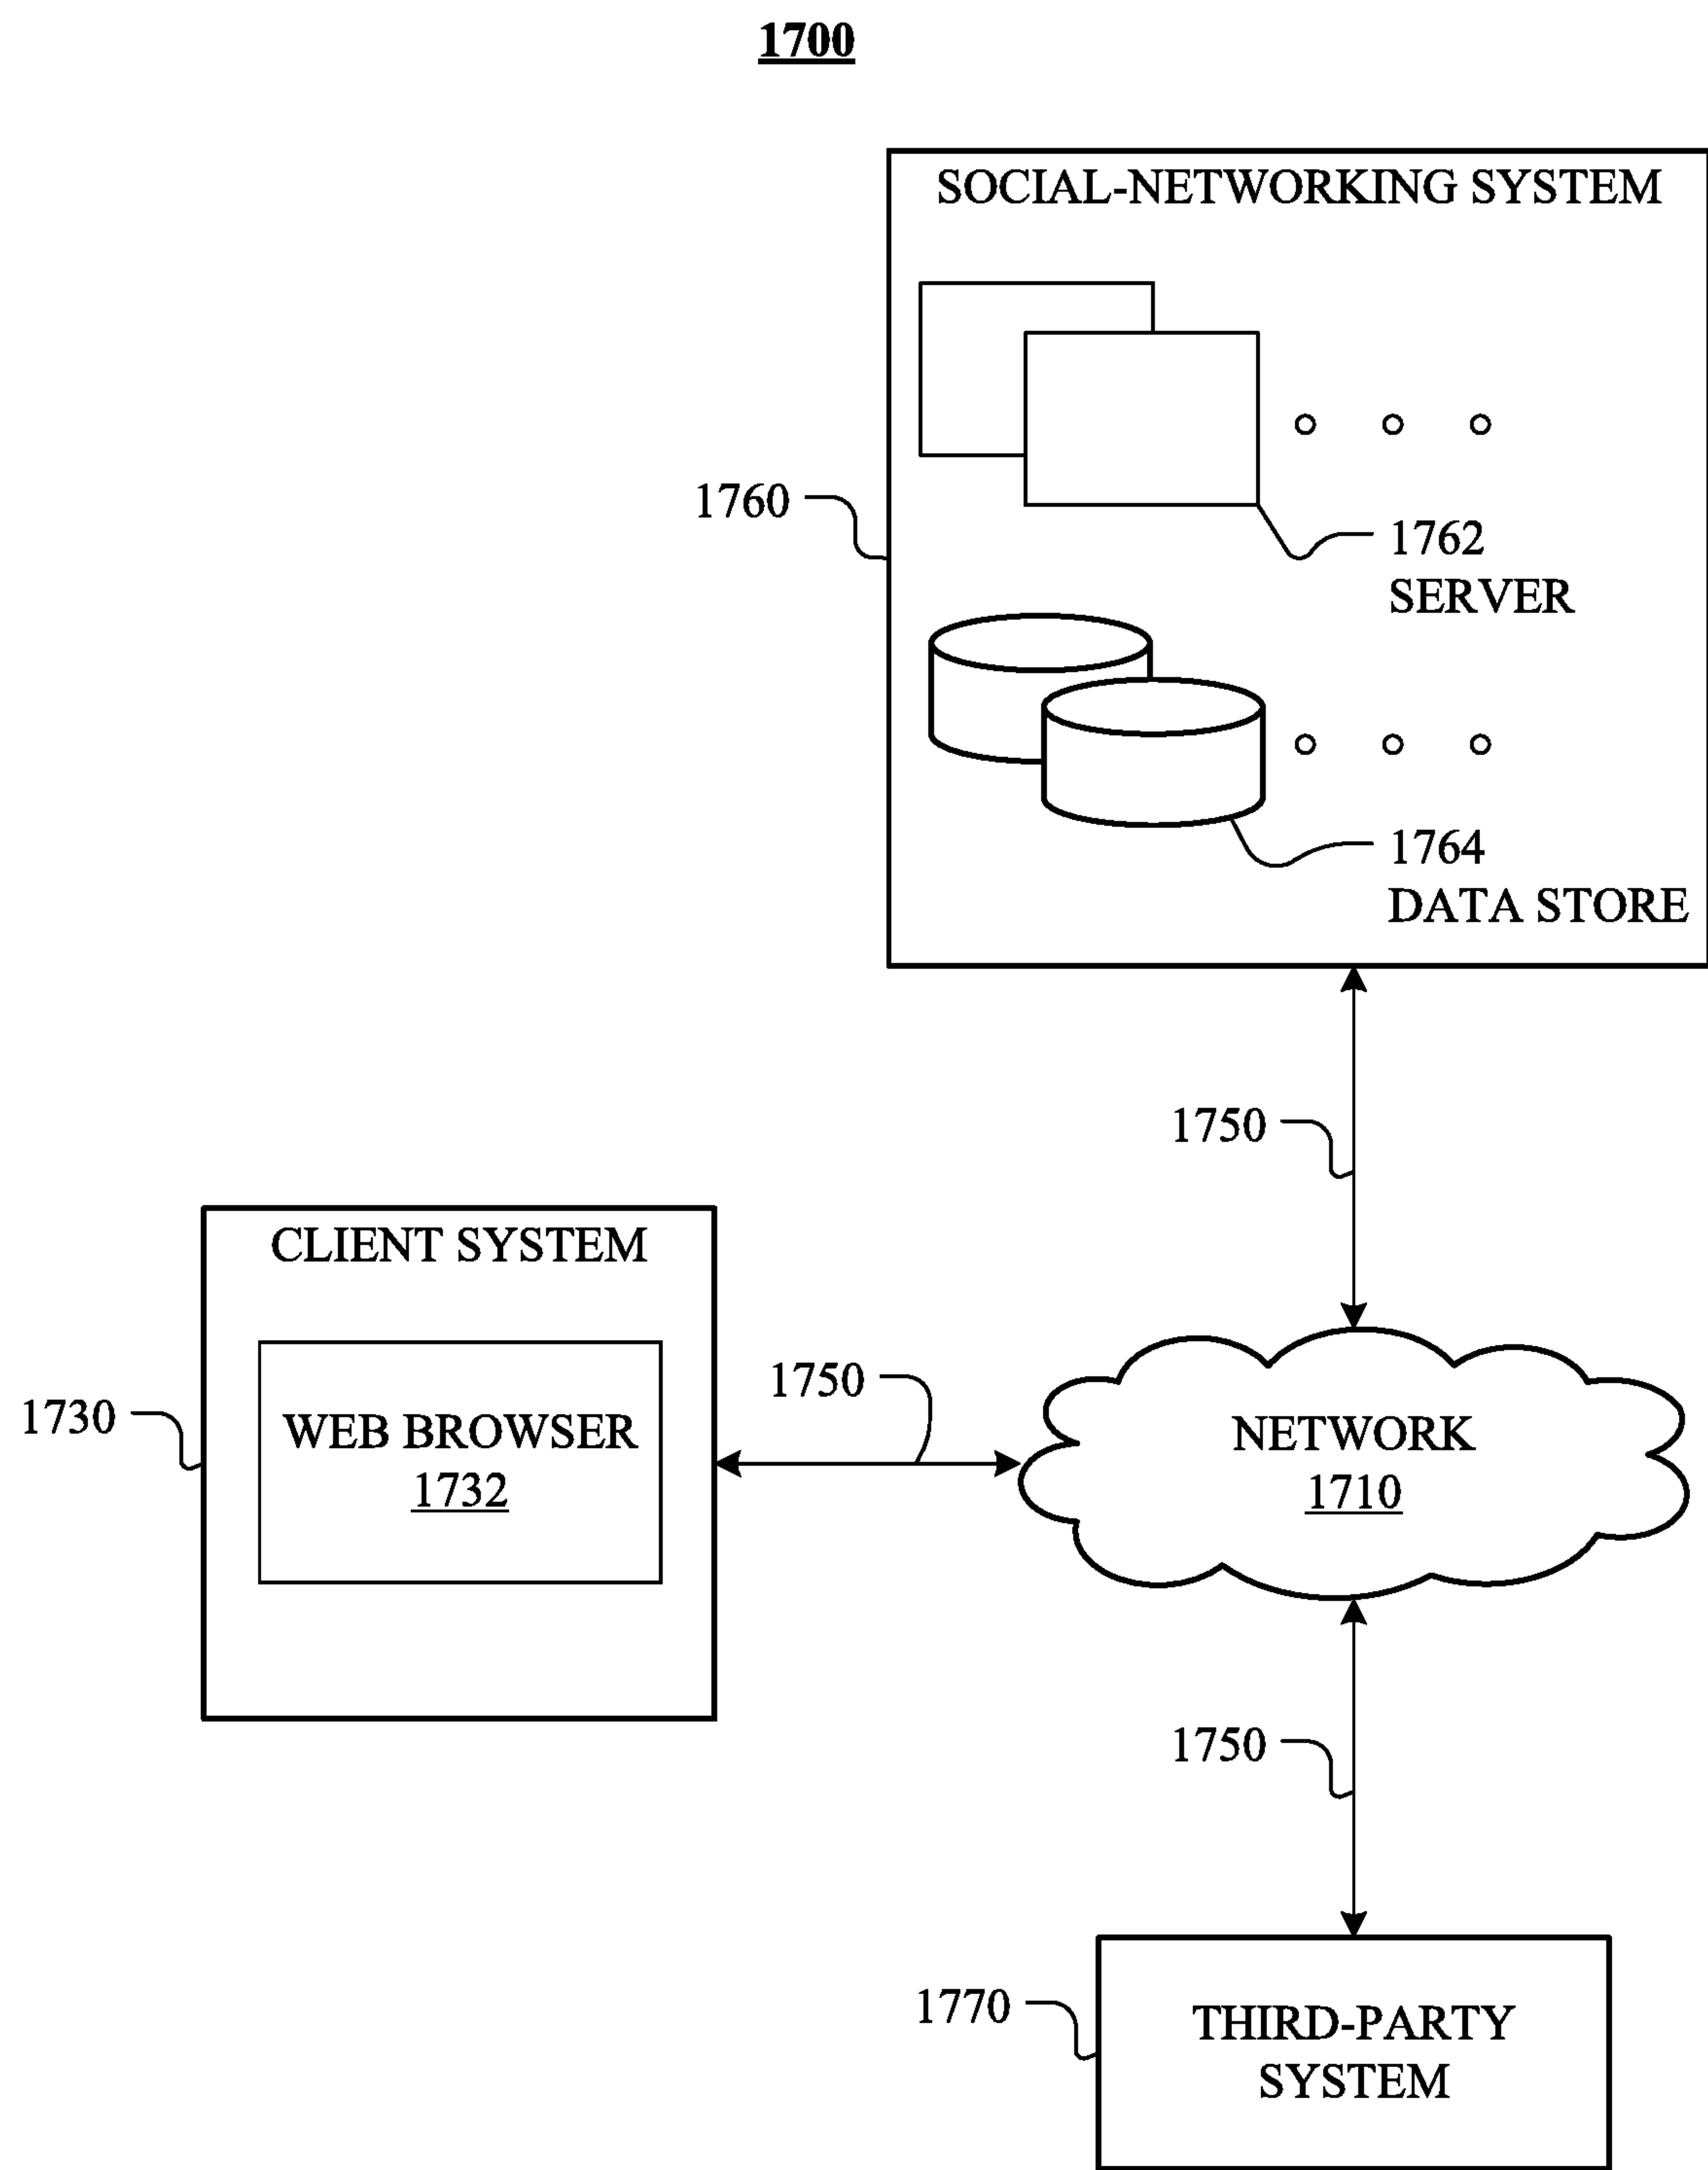 1700
SOCIAL-NETWORKING SYSTEM
1760
1762
SERVER
1764
DATA STORE
1750
CLIENT SYSTEM
1730
WEB BROWSER
1732
1750
NETWORK
1710
1750
1770
THIRD-PARTY
SYSTEM